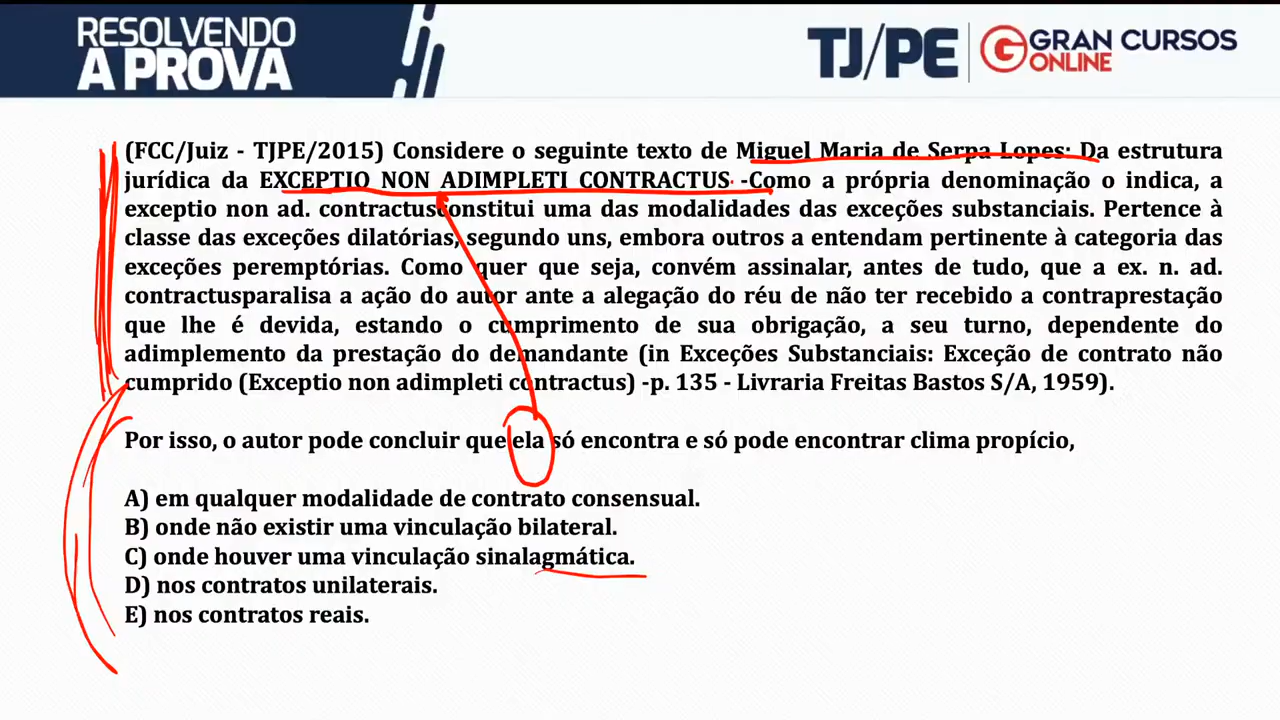 RESOLVENDO
A PROVA
TJ/PE
GRAN CURSOS
ONLINE
(FCC/Juiz - TJPE/2015) Considere o seguinte texto de Miguel Maria de Serpa Lopes: Da estrutura
jurídica da EXCEPTIO NON ADIMPLETI CONTRACTUS -Como a própria denominação o indica, a
exceptio non ad. contractusconstitui uma das modalidades das exceções substanciais. Pertence à
classe das exceções dilatórias, segundo uns, embora outros a entendam pertinente à categoria das
exceções peremptórias. Como quer que seja, convém assinalar, antes de tudo, que a ex. n. ad.
contractusparalisa a ação do autor ante a alegação do réu de não ter recebido a contraprestação
que lhe é devida, estando o cumprimento de sua obrigação, a seu turno, dependente do
adimplemento da prestação do demandante (in Exceções Substanciais: Exceção de contrato não
cumprido (Exceptio non adimpleti contractus) -p. 135 - Livraria Freitas Bastos S/A, 1959).
Por isso, o autor pode concluir que ela só encontra e só pode encontrar clima propício,
A) em qualquer modalidade de contrato consensual.
B) onde não existir uma vinculação bilateral.
C) onde houver uma vinculação sinalagmática.
D) nos contratos unilaterais.
E) nos contratos reais.